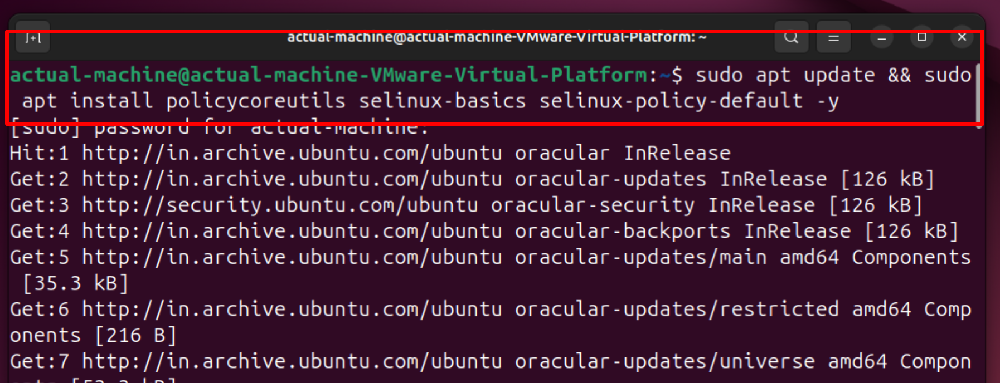 actual-machine@actual-machine-VMware-Virtual-Platform: ~
actual-machine@actual-machine-VMware-Virtual-Platform:~$ sudo apt update && sudo
apt install policycoreutils selinux-basics selinux-policy-default -y
[sudo] password for actual-machine:
Hit:1 http://in.archive.ubuntu.com/ubuntu oracular InRelease
Get:2 http://in.archive.ubuntu.com/ubuntu oracular-updates InRelease [126 kB]
Get:3 http://security.ubuntu.com/ubuntu oracular-security InRelease [126 kB]
Get:4 http://in.archive.ubuntu.com/ubuntu oracular-backports InRelease [126 kB]
Get:5 http://in.archive.ubuntu.com/ubuntu oracular-updates/main amd64 Components
[35.3 kB]
Get:6 http://in.archive.ubuntu.com/ubuntu oracular-updates/restricted amd64 Comp
onents [216 B]
Get:7 http://in.archive.ubuntu.com/ubuntu oracular-updates/universe amd64 Compon